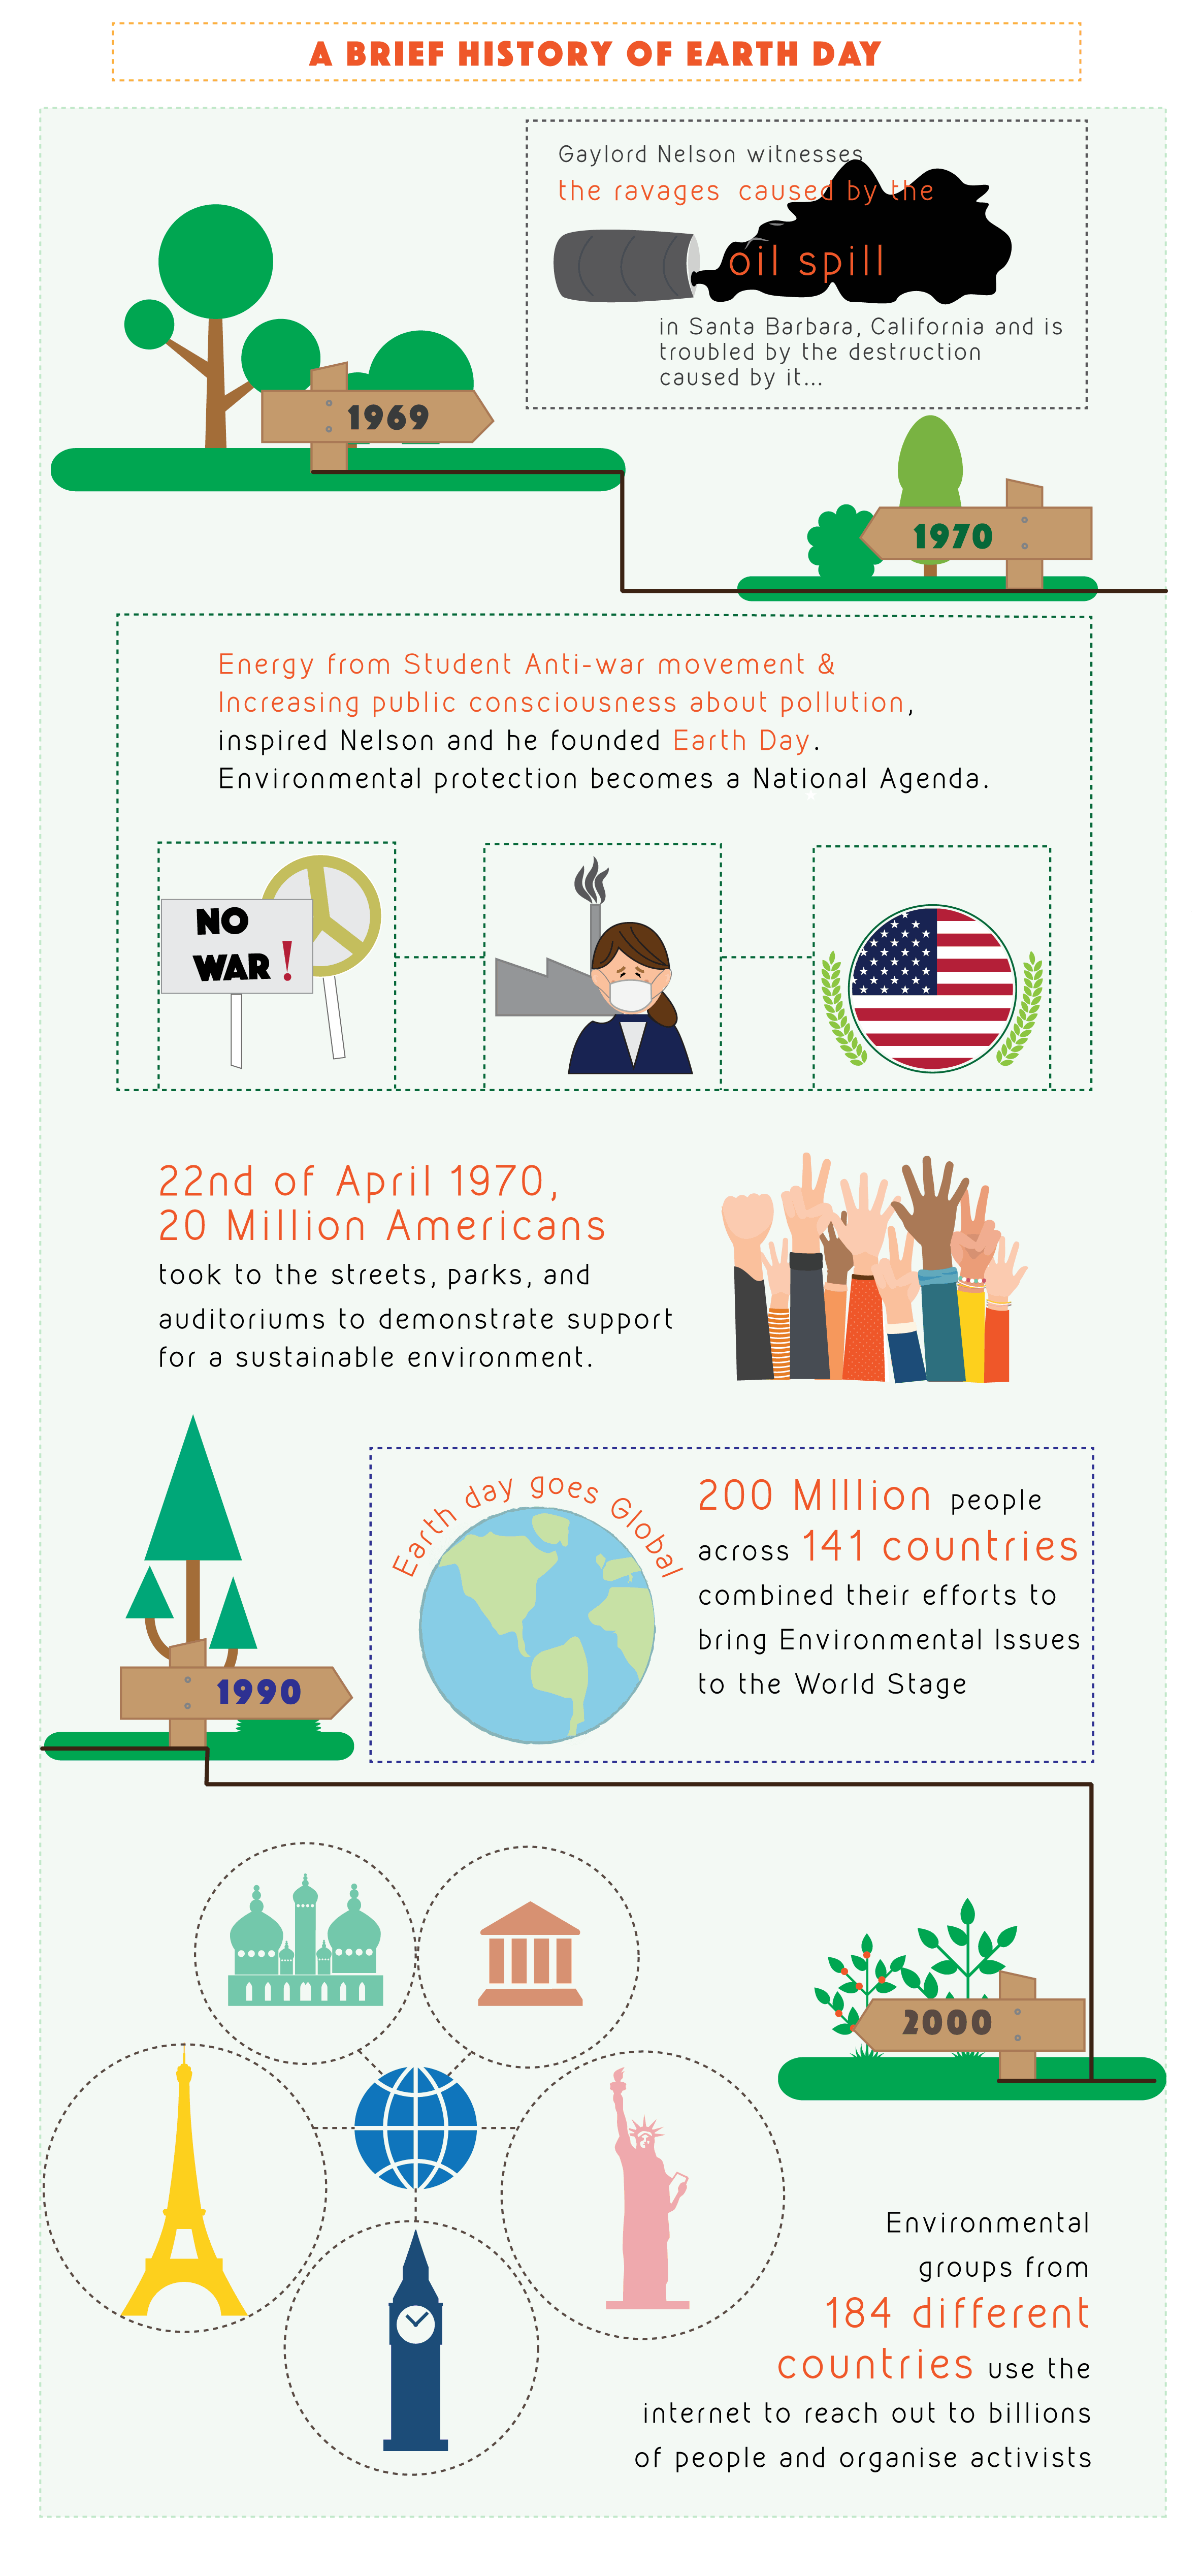 A BRIEF HISTORY OF EARTH DAY
Gaylord Nelson witnesses
the ravages caused by the
oil spill
in Santa Barbara, California and is
troubled by the destruction
caused by it...
1969
1970
Energy from Student Anti-war movement &
Increasing public consciousness about pollution,
inspired Nelson and he founded Earth Day.
Environmental protection becomes a National Agenda.
NO
WAR!
22nd of April 1970,
20 Million Americans
took to the streets, parks, and
auditoriums to demonstrate support
for a sustainable environment.
Earth day goes Global
200 MIllion people
across 141 countries
combined their efforts to
bring Environmental Issues
to the World Stage
1990
2000
Environmental
groups from
184 different
countries use the
internet to reach out to billions
of people and organise activists